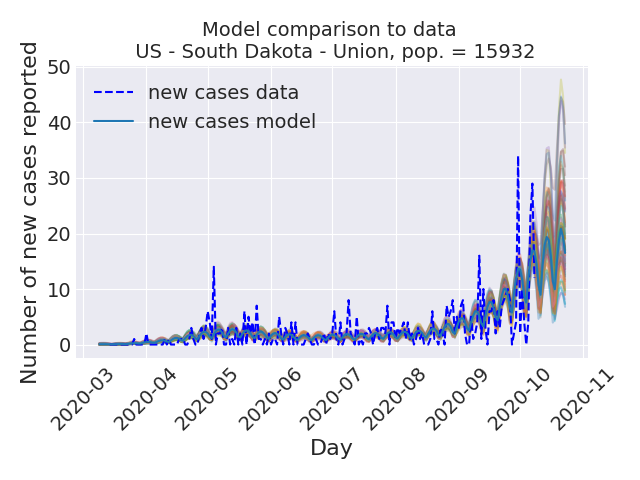 Model comparison to data
US - South Dakota - Union, pop. = 15932
Number of new cases reported
50
40
30
20
10
0
new cases data
new cases model
2020-03
2020-04
2020-05
2020-06
2020-07
2020-08
2020-09
2020-10
2020-11
Day